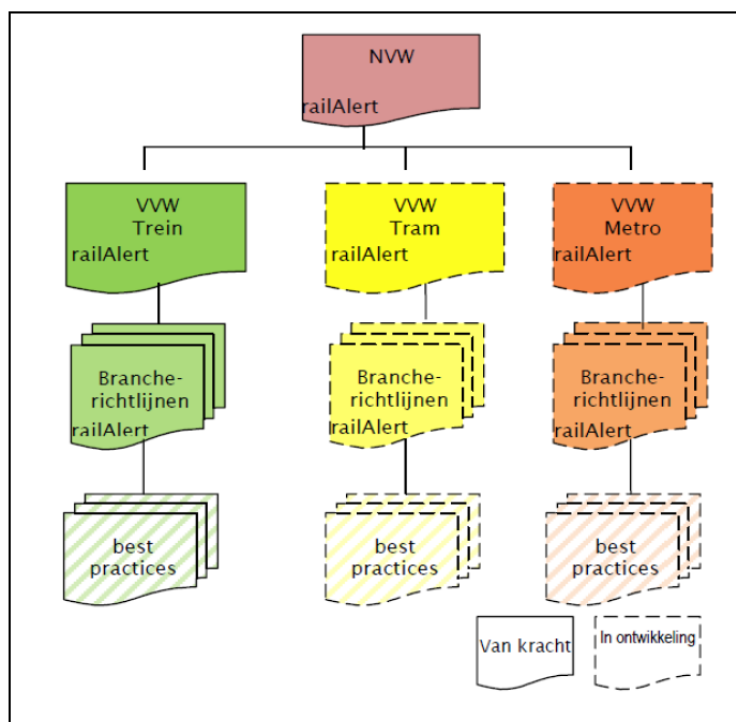 NVW
railAlert
VVW
Trein
railAlert
VVW
Tram
railAlert
VVW
Metro
railAlert
Branche-
richtlijnen
railAlert
Branche-
richtlijnen
railAlert
Branche-
richtlijnen
railAlert
best
practices
best
practices
best
practices
Van kracht
In ontwikkeling